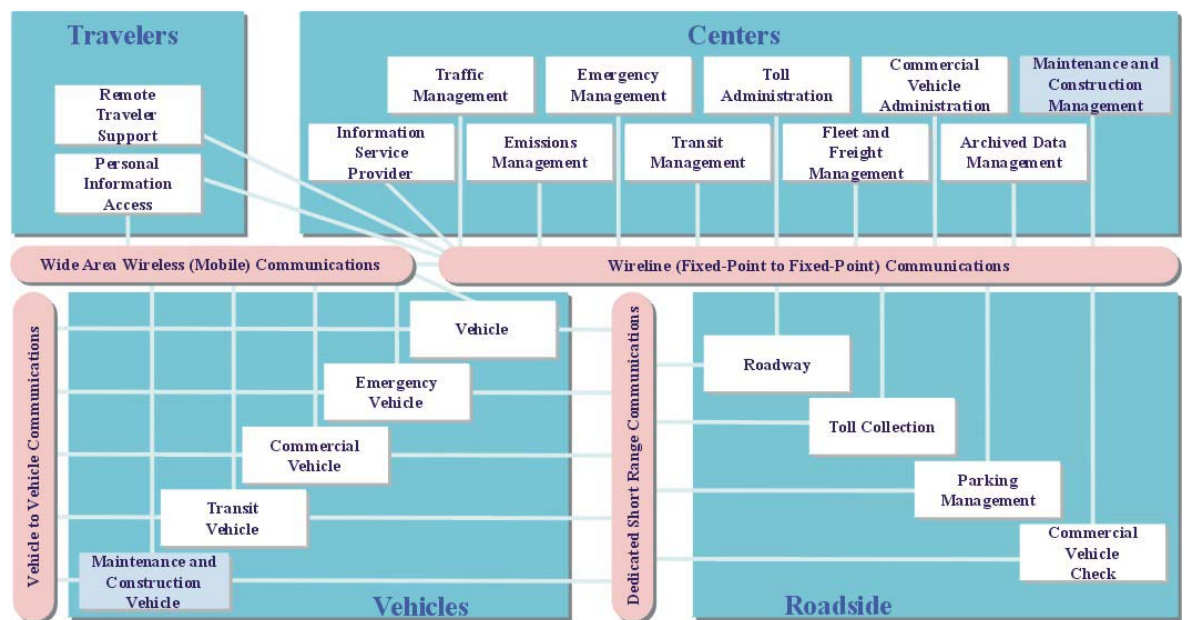 Travelers
Remote
Traveler
Support
Personal
Information
Access
Centers
Traffic
Management
Emergency
Management
Toll
Administration
Commercial
Vehicle
Administration
Maintenance and
Construction
Management
Information
Service
Provider
Emissions
Management
Transit
Management
Fleet and
Freight
Management
Archived Data
Management
Wide Area Wireless (Mobile) Communications
Wireline (Fixed-Point to Fixed-Point) Communications
Vehicle to Vehicle Communications
Vehicle
Emergency
Vehicle
Commercial
Vehicle
Transit
Vehicle
Maintenance and
Construction
Vehicle
Vehicles
Dedicated Short Range Communications
Roadway
Toll Collection
Parking
Management
Commercial
Vehicle
Check
Roadside